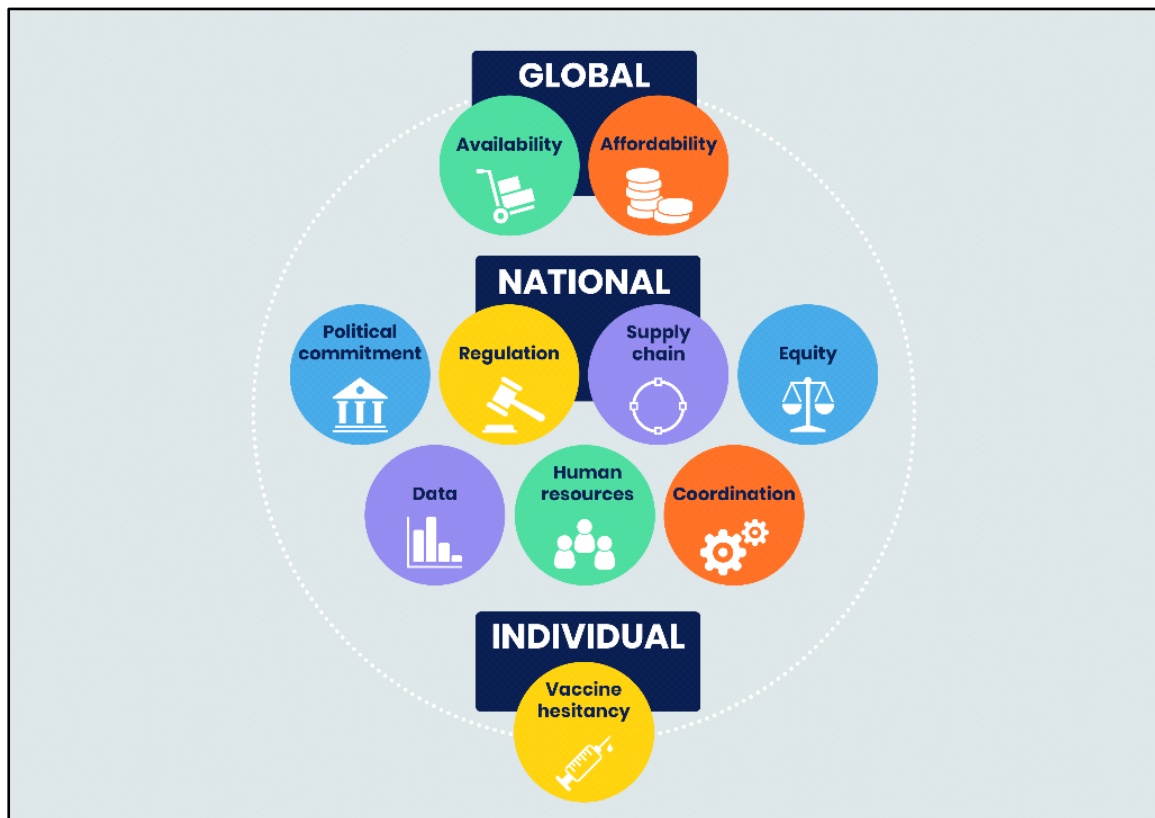 GLOBAL
Availability
Affordability
NATIONAL
Political
commitment
Regulation
Supply
chain
Equity
Data
Human
resources
Coordination
INDIVIDUAL
Vaccine
hesitancy